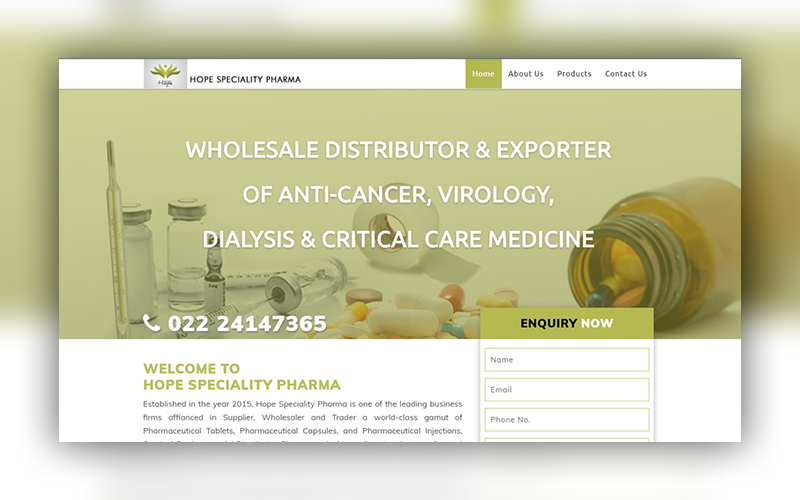 Hope
HOPE SPECIALITY PHARMA
Home About Us Products Contact Us
WHOLESALE DISTRIBUTOR & EXPORTER
OF ANTI-CANCER, VIROLOGY,
DIALYSIS & CRITICAL CARE MEDICINE
022 24147365
ENQUIRY NOW
Name
Email
Phone No.
WELCOME TO
HOPE SPECIALITY PHARMA
Established in the year 2015, Hope Speciality Pharma is one of the leading business
firms affianced in Supplier, Wholesaler and Trader a world-class gamut of
Pharmaceutical Tablets, Pharmaceutical Capsules, and Pharmaceutical Injections,